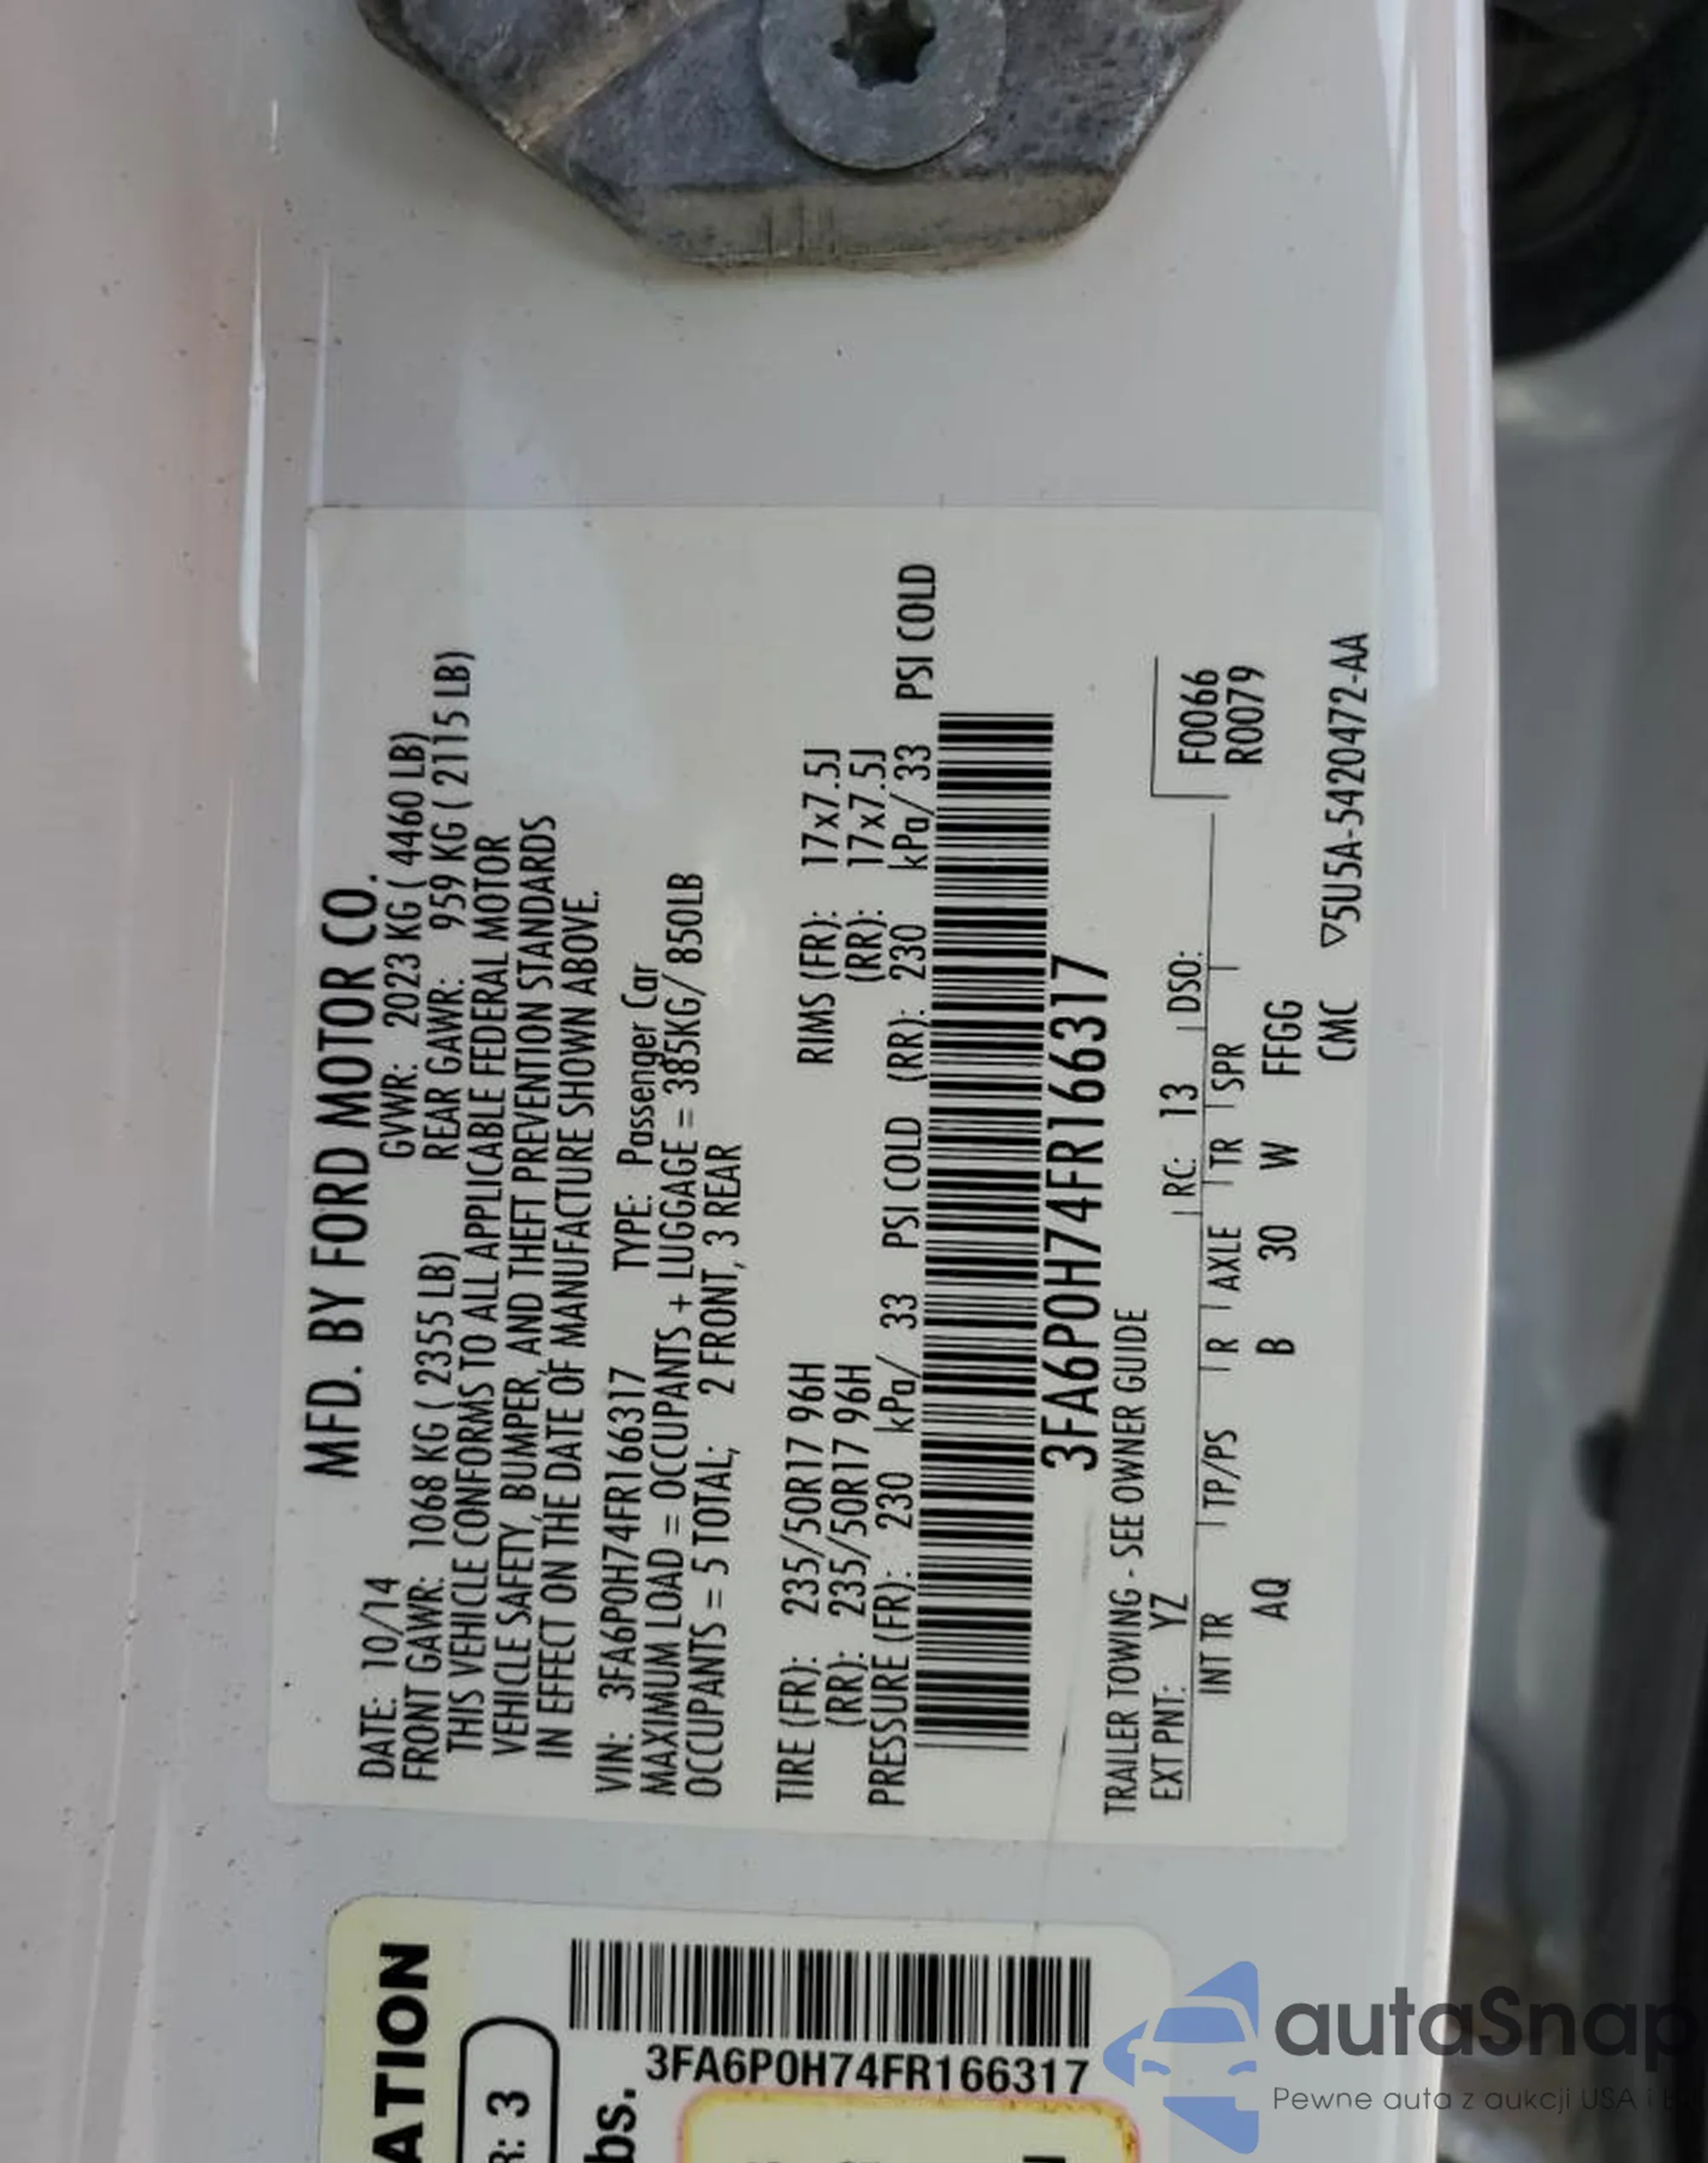 MFD. BY FORD MOTOR CO.
DATE: 10/14 GVWR: 2023 KG ( 4460 LB)
FRONT GAWR: 1068 KG ( 2355 LB) REAR GAWR: 959 KG ( 2115 LB)
THIS VEHICLE CONFORMS TO ALL APPLICABLE FEDERAL MOTOR
VEHICLE SAFETY, BUMPER, AND THEFT PREVENTION STANDARDS
IN EFFECT ON THE DATE OF MANUFACTURE SHOWN ABOVE.
VIN: 3FA6P0H74FR166317 TYPE: Passenger Car
MAXIMUM LOAD = OCCUPANTS + LUGGAGE = 385KG/ 850LB
OCCUPANTS = 5 TOTAL; 2 FRONT, 3 REAR
TIRE (FR): 235/50R17 96H RIMS (FR): 17x7.5J
(RR): 235/50R17 96H (RR): 17x7.5J
PRESSURE (FR): 230 kPa/ 33 PSI COLD (RR): 230 kPa/ 33 PSI COLD
3FA6P0H74FR166317
TRAILER TOWING - SEE OWNER GUIDE
EXT PNT: YZ RC: 13 DSO: F0066
INT TR TP/PS R AXLE TR SPR R0079
AQ B 30 W FFGG
CMC ▽5U5A-5420472-AA
ATION
R: 3
3FA6P0H74FR166317
bs.
autaSnap
Pewne auta z aukcji USA i